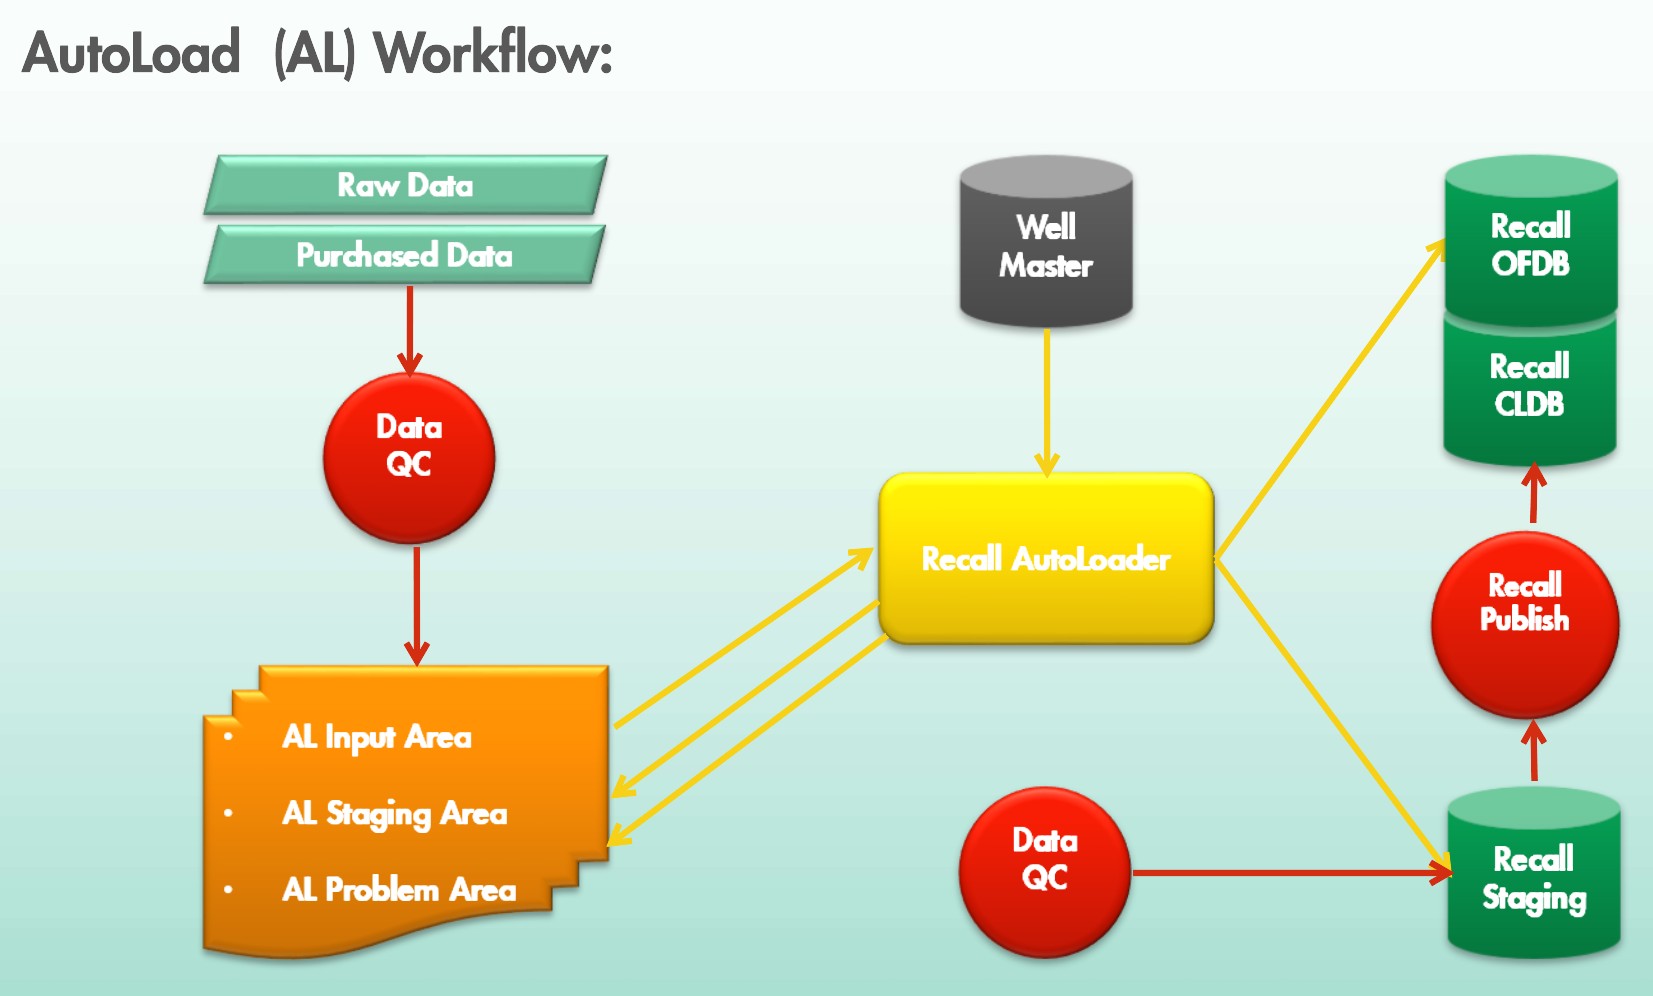 AutoLoad (AL) Workflow:
Raw Data
Purchased Data
Data
QC
• AL Input Area
• AL Staging Area
• AL Problem Area
Well
Master
Recall AutoLoader
Data
QC
Recall
OFDB
Recall
CLDB
Recall
Publish
Recall
Staging